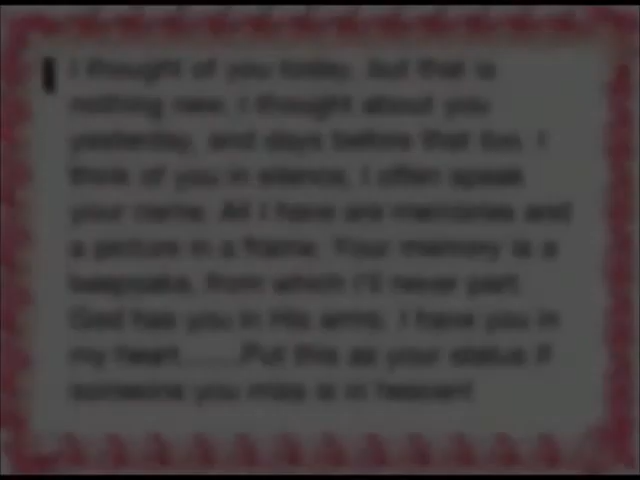 I thought of you today, but that is
nothing new. I thought about you
yesterday, and days before that too. I
think of you in silence, I often speak
your name. All I have are memories and
a picture in a frame. Your memory is a
keepsake, from which I'll never part.
God has you in His arms. I have you in
my heart.......Put this as your status if
someone you miss is in heaven!